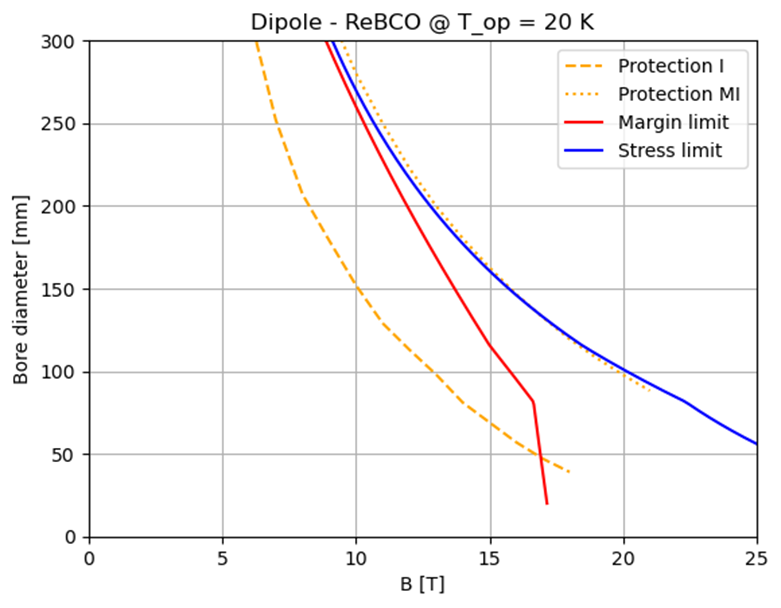 Dipole - ReBCO @ T_op = 20 K
Protection I
Protection MI
Margin limit
Stress limit
Bore diameter [mm]
300
250
200
150
100
50
0
0 5 10 15 20 25
B [T]